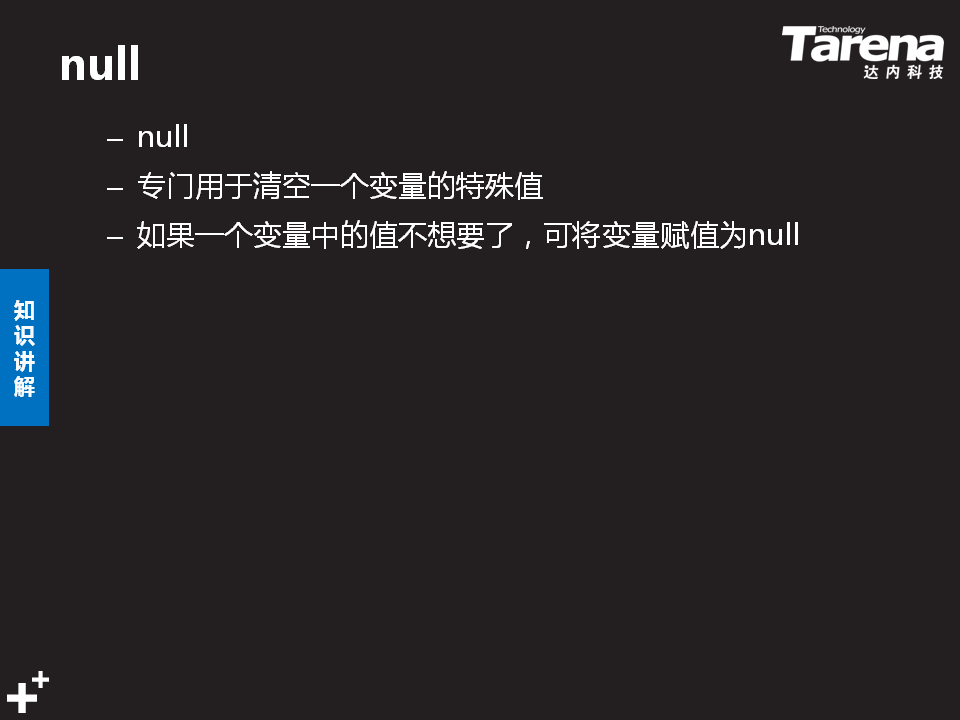 null
Technology
Tarena
达内科技
– null
– 专门用于清空一个变量的特殊值
– 如果一个变量中的值不想要了，可将变量赋值为null
知
识
讲
解